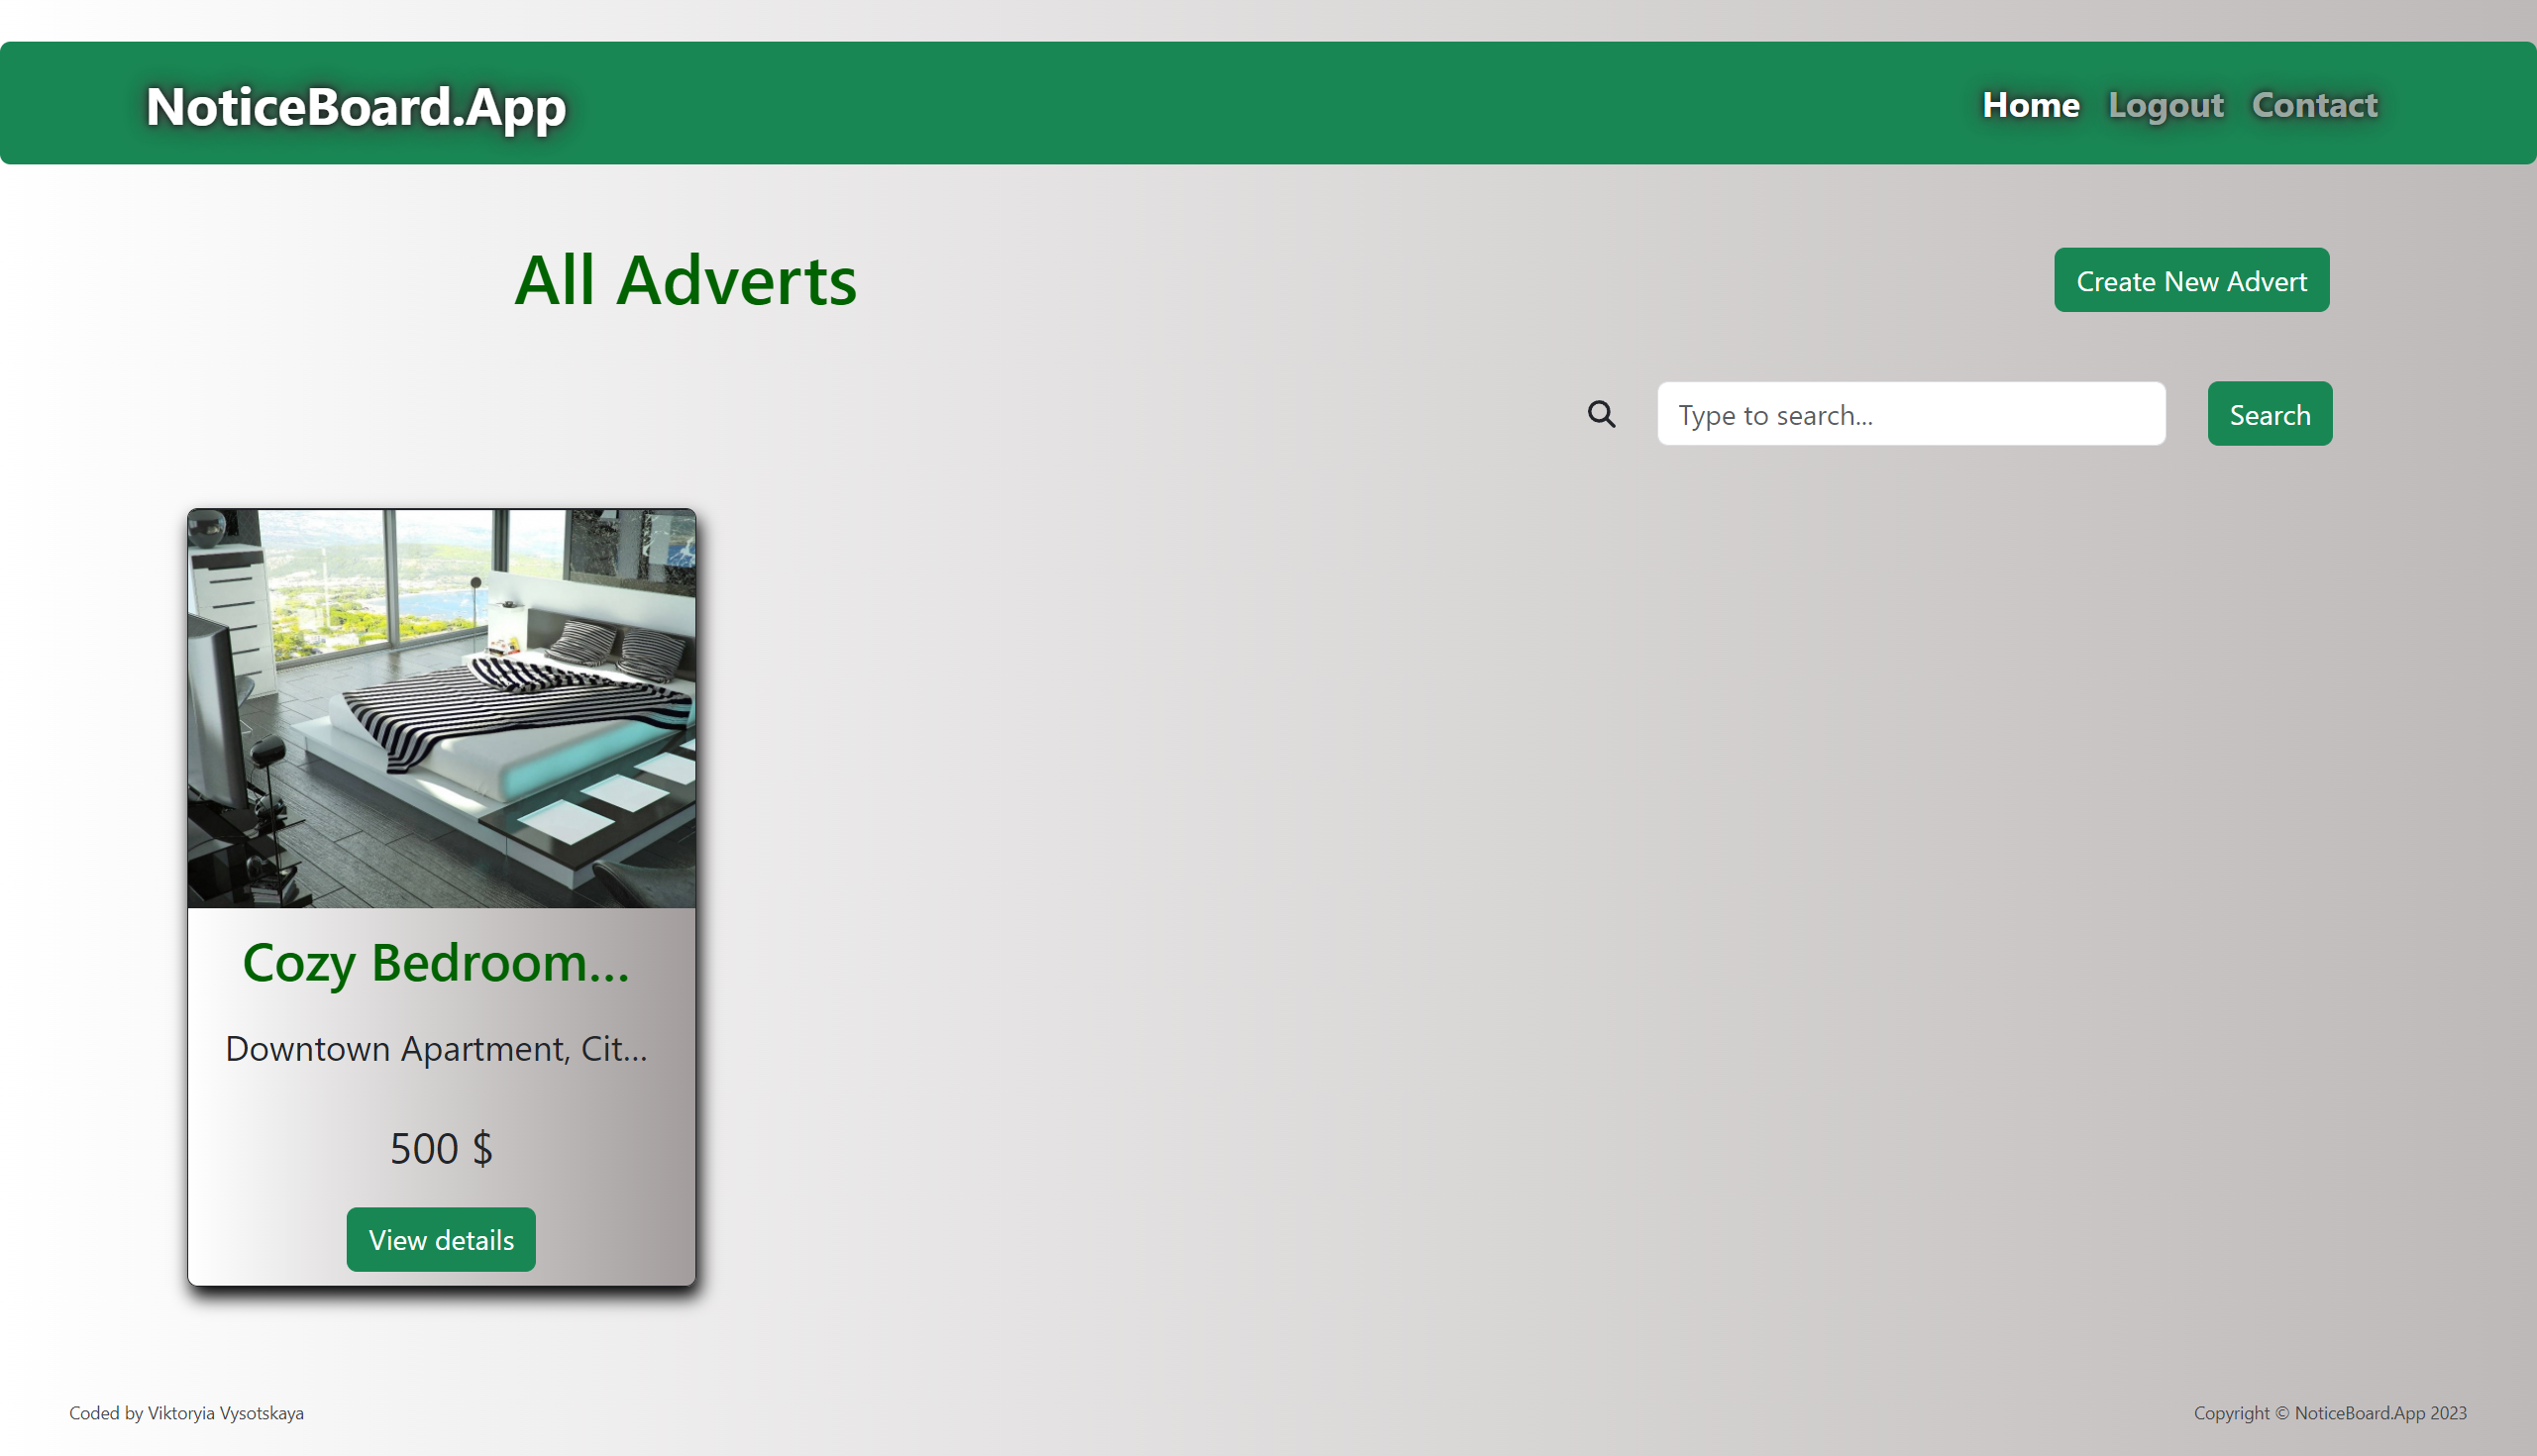 NoticeBoard.App
Home Logout Contact
All Adverts
Create New Advert
Type to search...
Search
Cozy Bedroom...
Downtown Apartment, Cit...
500 $
View details
Coded by Viktoryia Vysotskaya
Copyright © NoticeBoard.App 2023